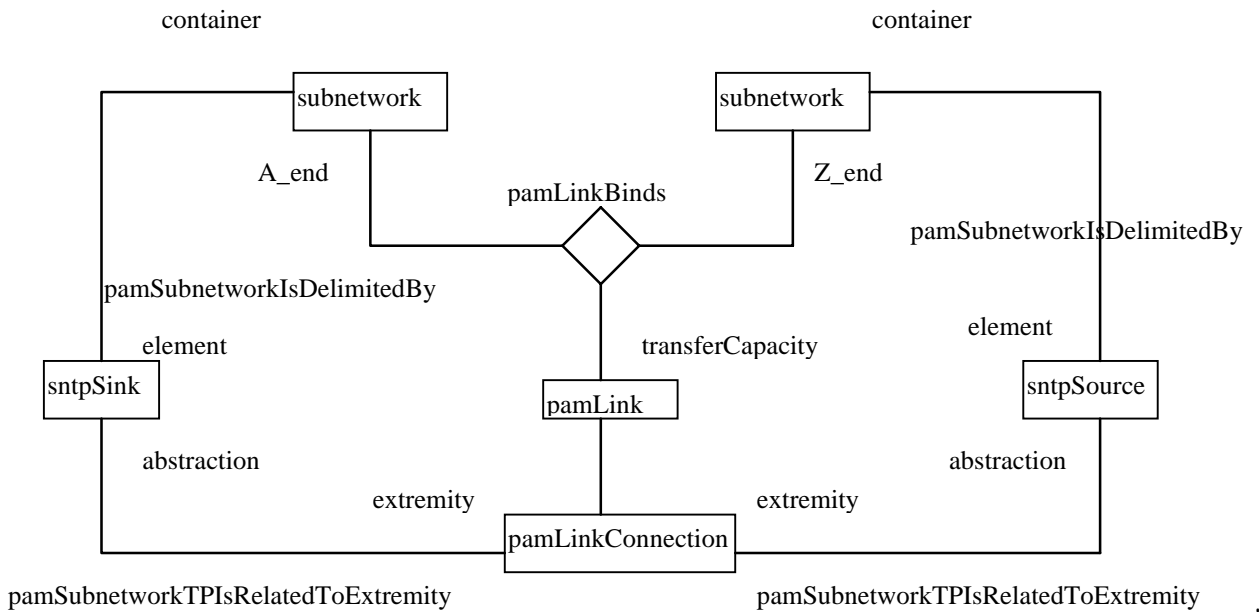 container
container
subnetwork
subnetwork
A_end
Z_end
pamLinkBinds
pamSubnetworkIsDelimitedBy
pamSubnetworkIsDelimitedBy
element
element
transferCapacity
sntpSink
sntpSource
pamLink
abstraction
abstraction
extremity
extremity
pamLinkConnection
pamSubnetworkTPIsRelatedToExtremity
pamSubnetworkTPIsRelatedToExtremity
.